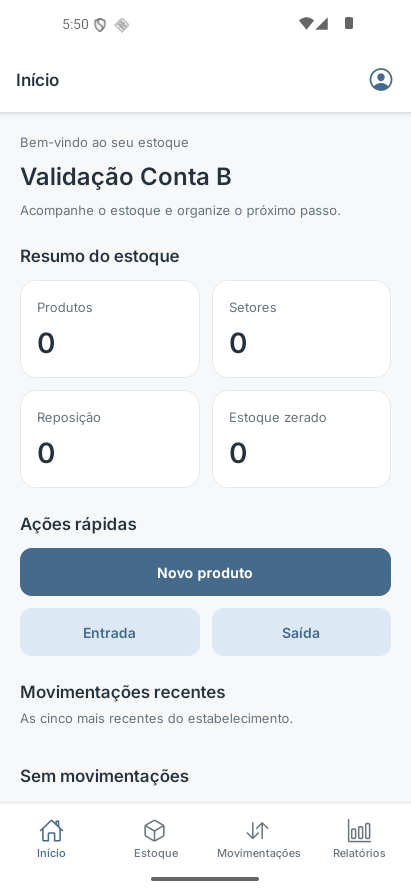 5:50
Início
Bem-vindo ao seu estoque
Validação Conta B
Acompanhe o estoque e organize o próximo passo.
Resumo do estoque
Produtos
0
Setores
0
Reposição
0
Estoque zerado
0
Ações rápidas
Novo produto
Entrada
Saída
Movimentações recentes
As cinco mais recentes do estabelecimento.
Sem movimentações
Início
Estoque
Movimentações
Relatórios